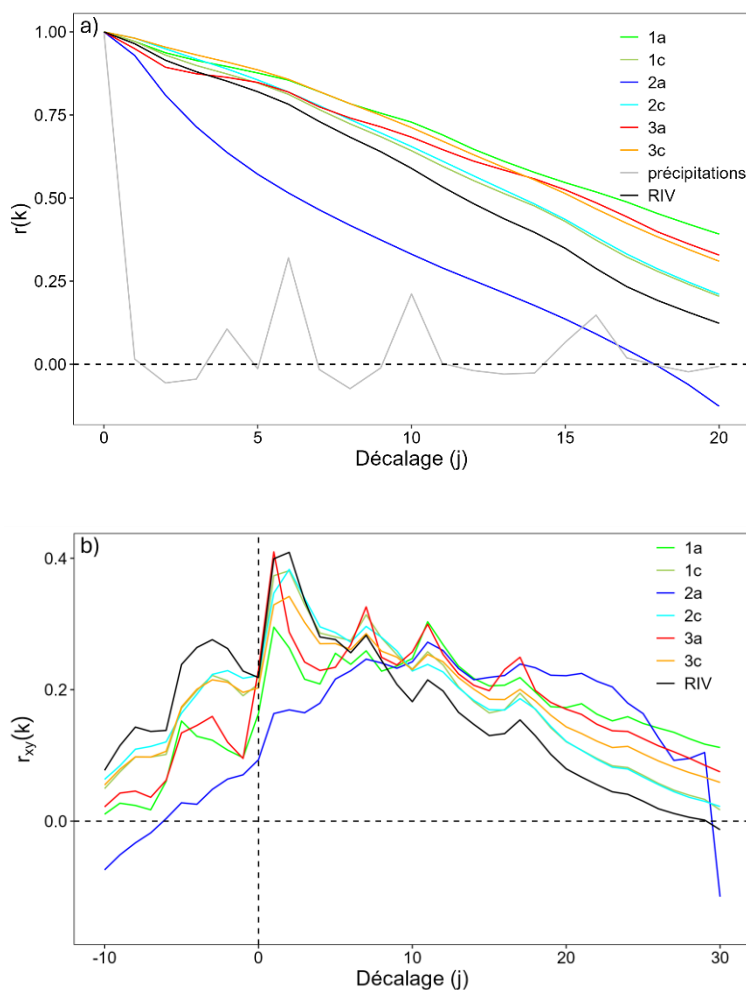 a)
1.00
0.75
0.50
0.25
0.00
r(k)
1a
1c
2a
2c
3a
3c
précipitations
RIV
0 5 10 15 20
Décalage (j)
b)
0.4
0.2
0.0
rxy(k)
1a
1c
2a
2c
3a
3c
RIV
-10 0 10 20 30
Décalage (j)